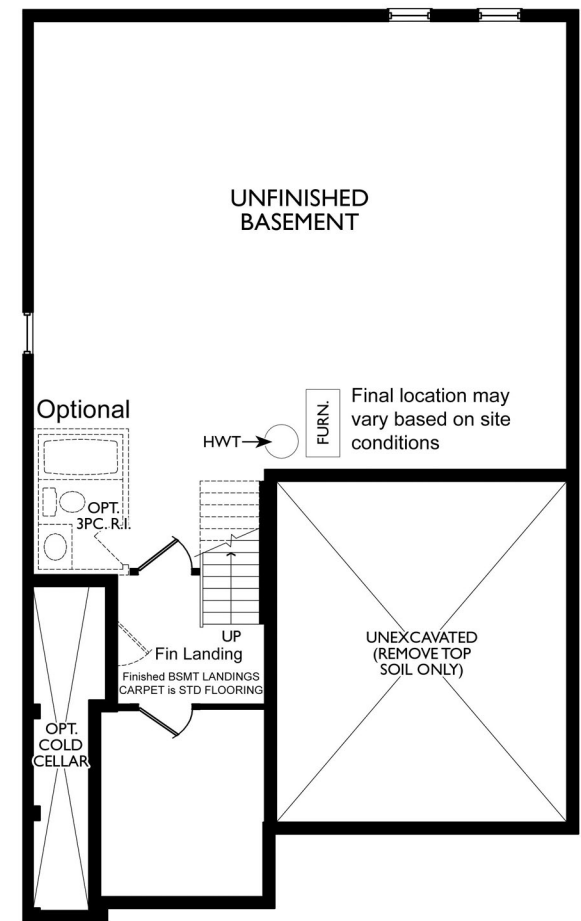 UNFINISHED
BASEMENT
Optional
Final location may
vary based on site
conditions
FURN.
HWT
OPT.
3PC. R.I.
UP
Fin Landing
Finished BSMT LANDINGS
CARPET is STD FLOORING
UNEXCAVATED
(REMOVE TOP
SOIL ONLY)
OPT.
COLD
CELLAR